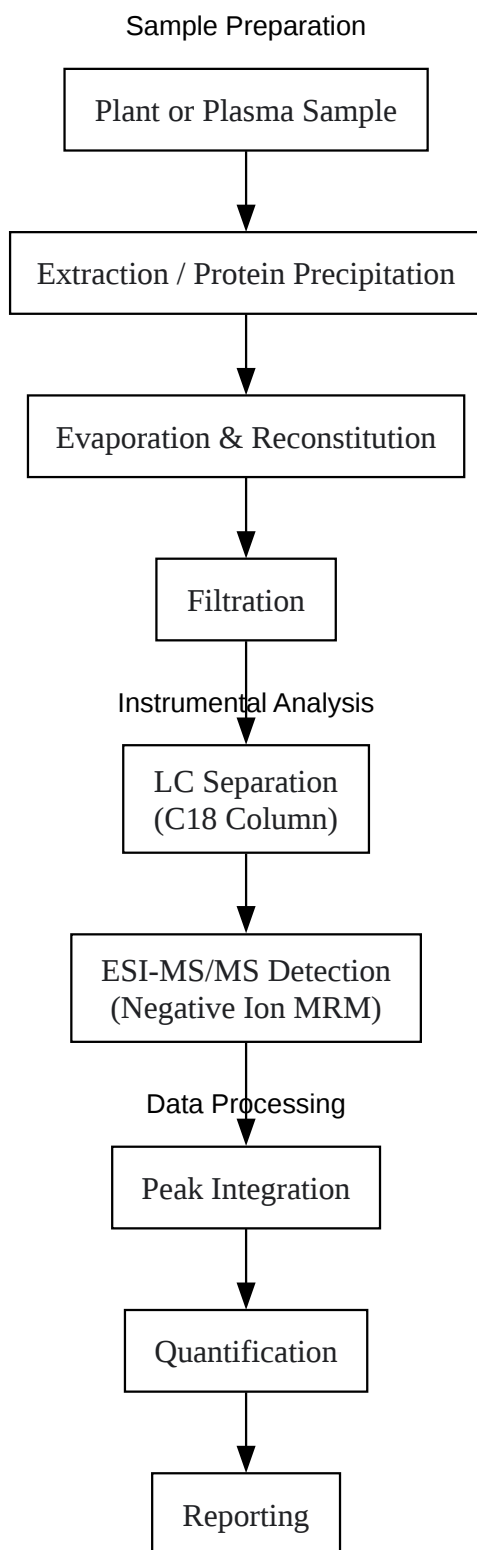 Sample Preparation
Plant or Plasma Sample
Extraction / Protein Precipitation
Evaporation & Reconstitution
Filtration
Instrumental Analysis
LC Separation
(C18 Column)
ESI-MS/MS Detection
(Negative Ion MRM)
Data Processing
Peak Integration
Quantification
Reporting